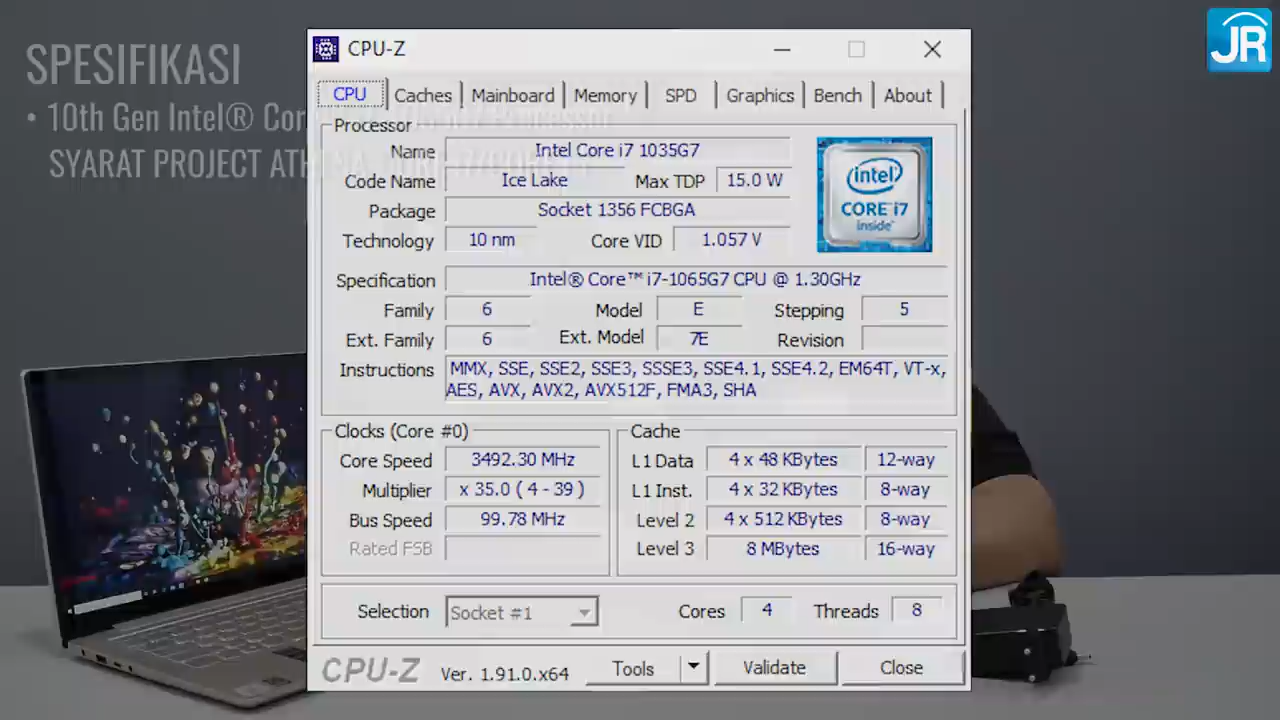 SPESIFIKASI
JR
• 10th Gen Intel® Cor
SYARAT PROJECT ATHENA
CPU-Z
CPU Caches Mainboard Memory SPD Graphics Bench About
Processor
Name Intel Core i7 1035G7
Code Name Ice Lake Max TDP 15.0 W
Package Socket 1356 FCBGA
Technology 10 nm Core VID 1.057 V
intel CORE i7 inside
Specification Intel® Core™ i7-1065G7 CPU @ 1.30GHz
Family 6 Model E Stepping 5
Ext. Family 6 Ext. Model 7E Revision
Instructions MMX, SSE, SSE2, SSE3, SSSE3, SSE4.1, SSE4.2, EM64T, VT-x,
AES, AVX, AVX2, AVX512F, FMA3, SHA
Clocks (Core #0)
Core Speed 3492.30 MHz
Multiplier x 35.0 ( 4 - 39 )
Bus Speed 99.78 MHz
Rated FSB
Cache
L1 Data 4 x 48 KBytes 12-way
L1 Inst. 4 x 32 KBytes 8-way
Level 2 4 x 512 KBytes 8-way
Level 3 8 MBytes 16-way
Selection Socket #1 Cores 4 Threads 8
CPU-Z Ver. 1.91.0.x64 Tools Validate Close